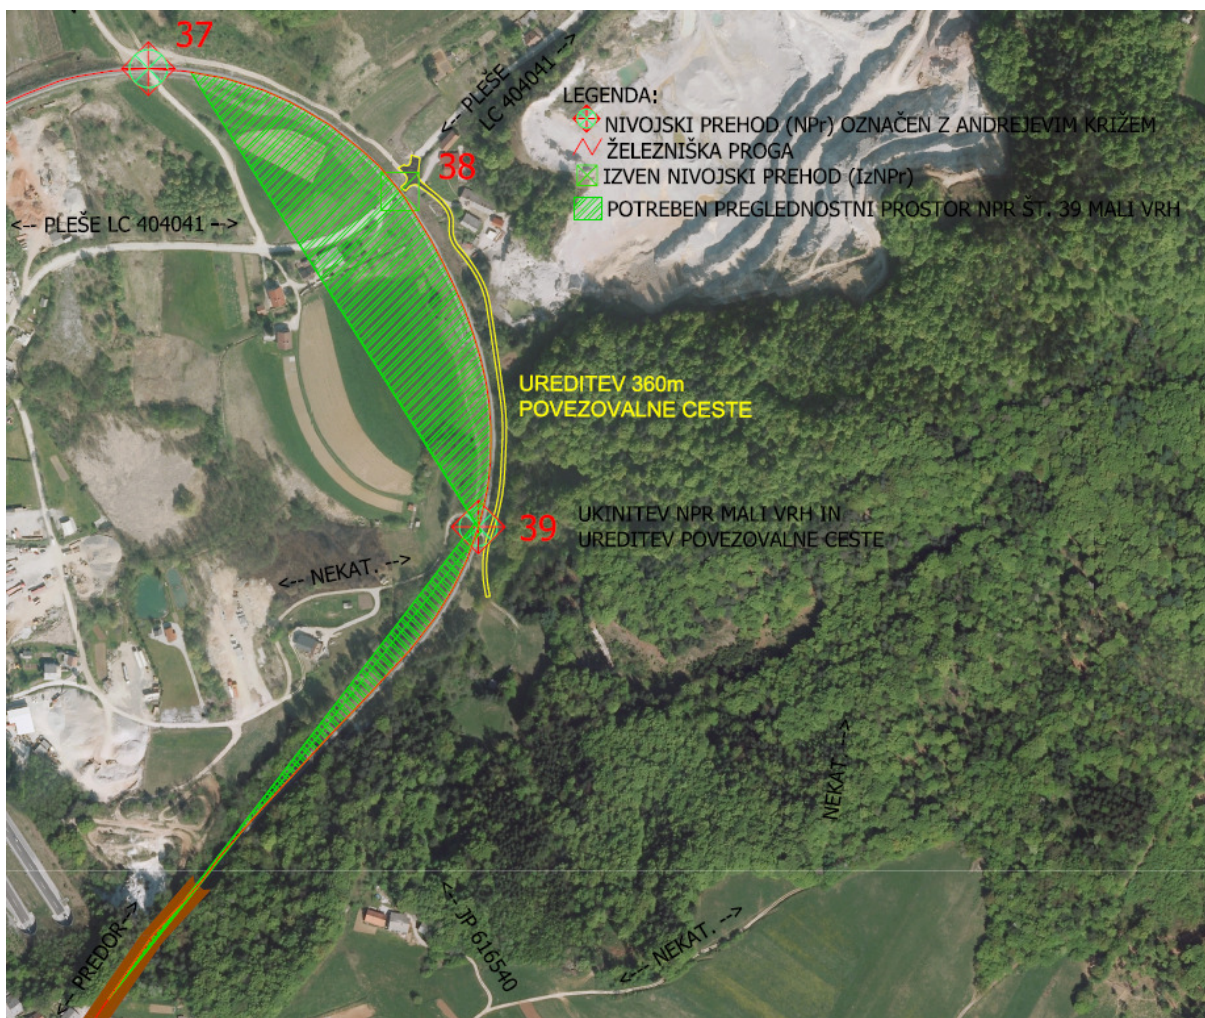 37
<-- PLEŠE
LC 404041 -->
LEGENDA:
NIVOJSKI PREHOD (NPr) OZNAČEN Z ANDREJEVIM KRIŽEM
ŽELEZNIŠKA PROGA
IZVEN NIVOJSKI PREHOD (IzNPr)
POTREBEN PREGLEDNOSTNI PROSTOR NPR ŠT. 39 MALI VRH
38
<-- PLEŠE LC 404041 -->
UREDITEV 360m
POVEZOVALNE CESTE
39
UKINITEV NPR MALI VRH IN
UREDITEV POVEZOVALNE CESTE
<-- NEKAT. -->
NEKAT -->
<-- PREDOR->
<-- JP 616540
<-- NEKAT. -->